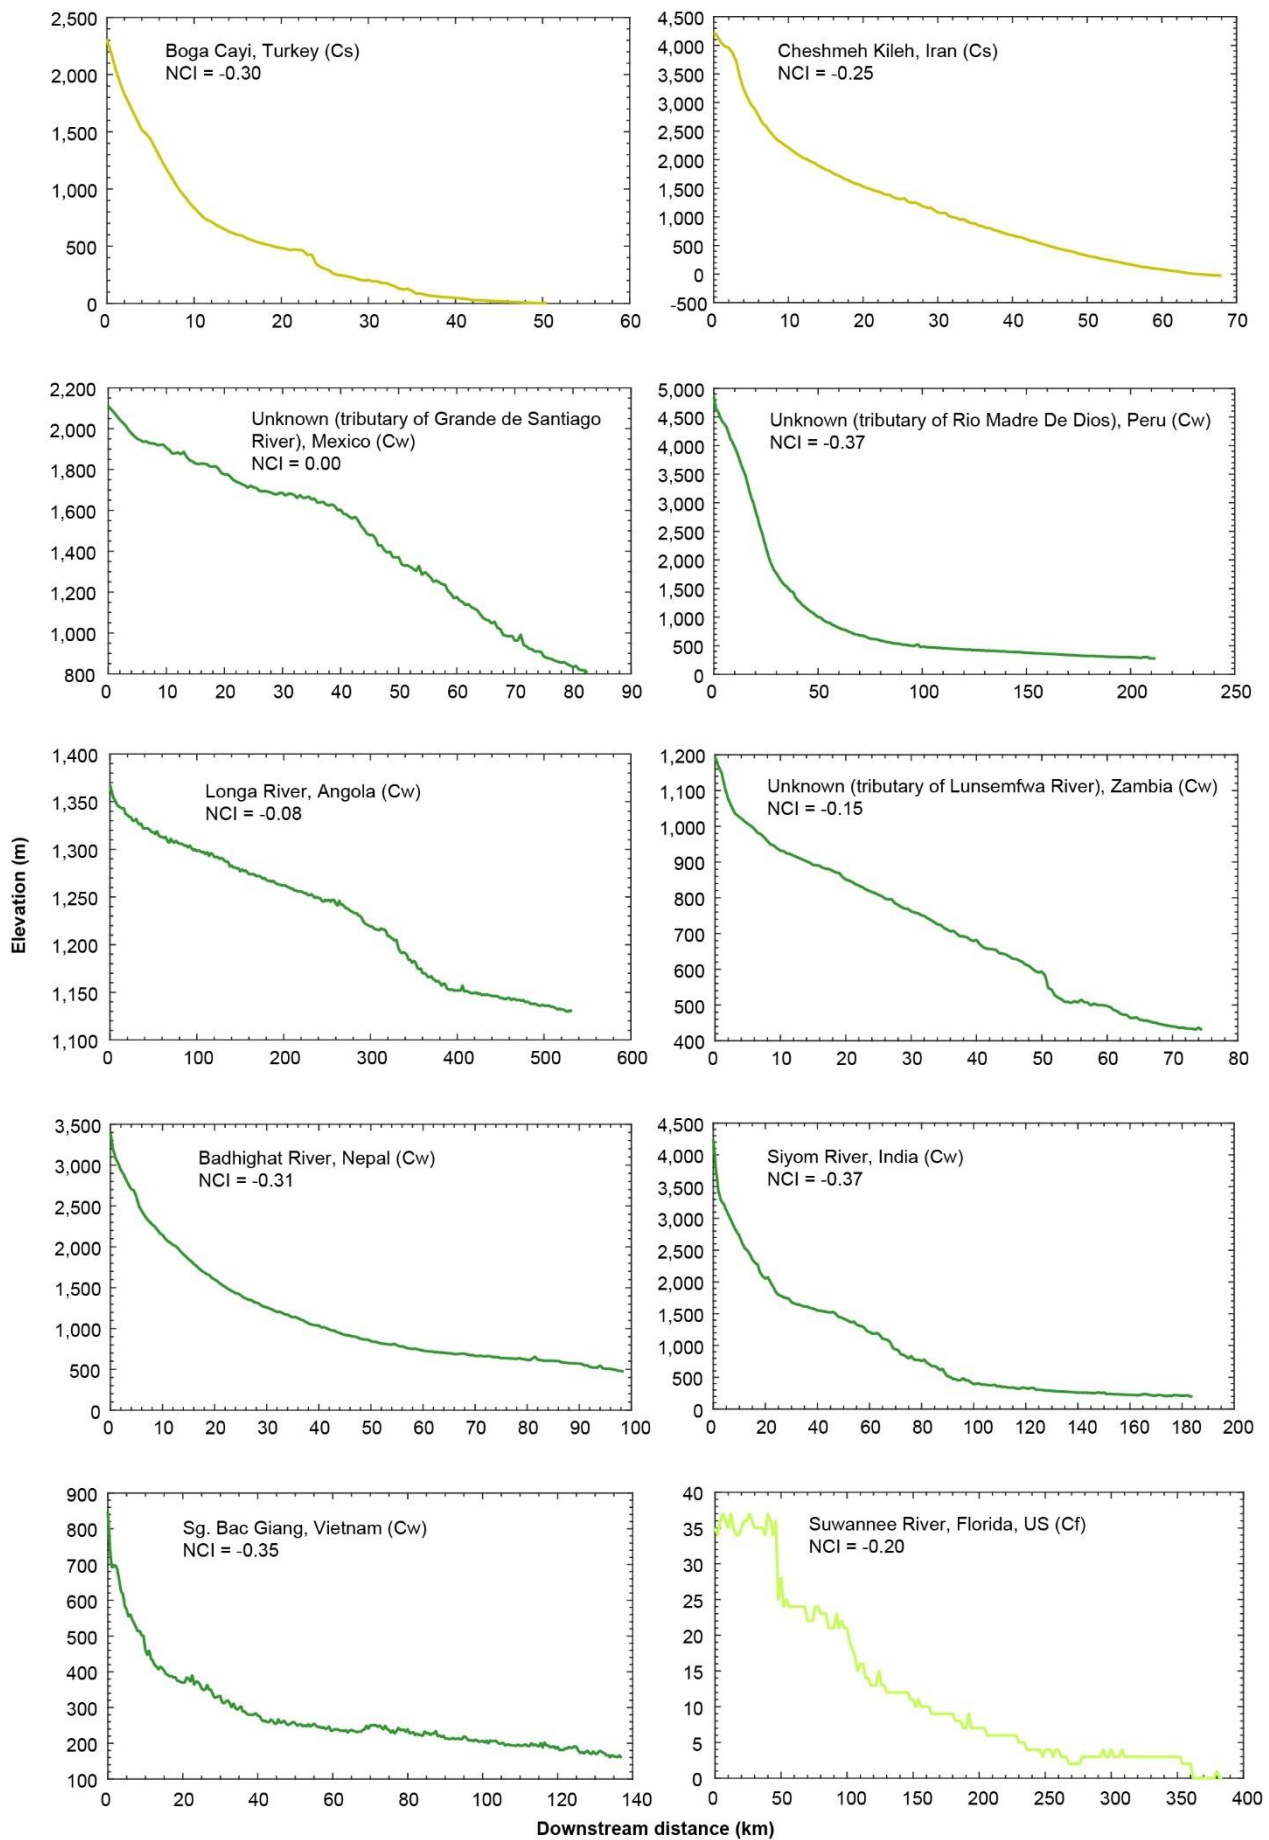 2,500
2,000
1,500
1,000
500
0
Boga Cayi, Turkey (Cs)
NCI = -0.30
0 10 20 30 40 50 60
4,500
4,000
3,500
3,000
2,500
2,000
1,500
1,000
500
0
-500
Cheshmeh Kileh, Iran (Cs)
NCI = -0.25
0 10 20 30 40 50 60 70
2,200
2,000
1,800
1,600
1,400
1,200
1,000
800
Unknown (tributary of Grande de Santiago
River), Mexico (Cw)
NCI = 0.00
0 10 20 30 40 50 60 70 80 90
5,000
4,500
4,000
3,500
3,000
2,500
2,000
1,500
1,000
500
0
Unknown (tributary of Rio Madre De Dios), Peru (Cw)
NCI = -0.37
0 50 100 150 200 250
Elevation (m)
1,400
1,350
1,300
1,250
1,200
1,150
1,100
Longa River, Angola (Cw)
NCI = -0.08
0 100 200 300 400 500 600
1,200
1,100
1,000
900
800
700
600
500
400
Unknown (tributary of Lunsemfwa River), Zambia (Cw)
NCI = -0.15
0 10 20 30 40 50 60 70 80
3,500
3,000
2,500
2,000
1,500
1,000
500
0
Badhighat River, Nepal (Cw)
NCI = -0.31
0 10 20 30 40 50 60 70 80 90 100
4,500
4,000
3,500
3,000
2,500
2,000
1,500
1,000
500
0
Siyom River, India (Cw)
NCI = -0.37
0 20 40 60 80 100 120 140 160 180 200
900
800
700
600
500
400
300
200
100
Sg. Bac Giang, Vietnam (Cw)
NCI = -0.35
0 20 40 60 80 100 120 140
40
35
30
25
20
15
10
5
0
Suwannee River, Florida, US (Cf)
NCI = -0.20
0 50 100 150 200 250 300 350 400
Downstream distance (km)